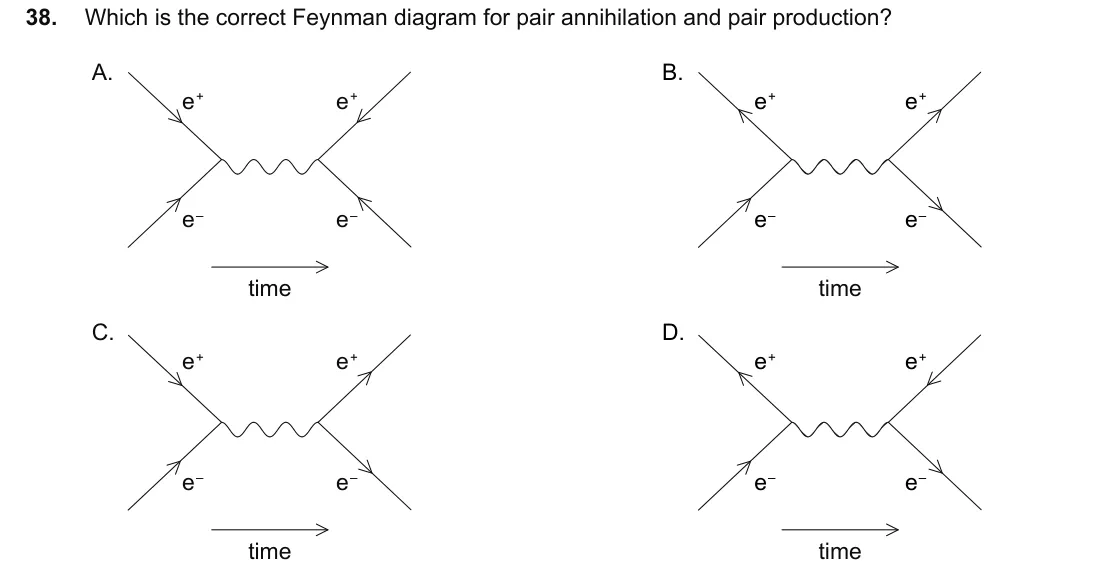 38. Which is the correct Feynman diagram for pair annihilation and pair production?
A.
e⁺ e⁺
e⁻ e⁻
time
B.
e⁺ e⁺
e⁻ e⁻
time
C.
e⁺ e⁺
e⁻ e⁻
time
D.
e⁺ e⁺
e⁻ e⁻
time